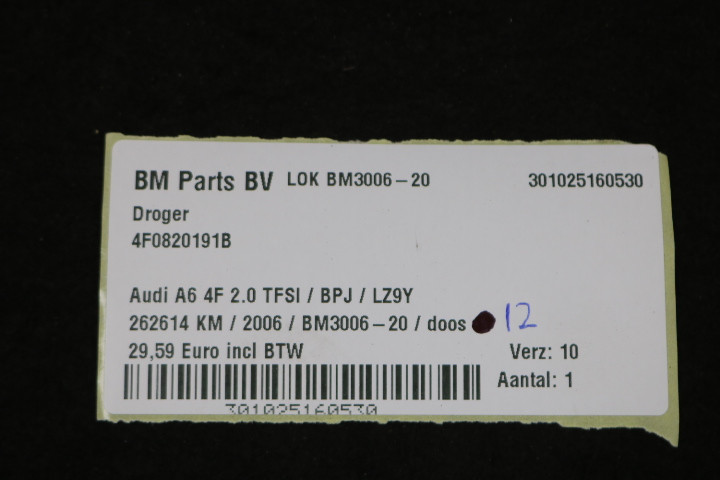 BM Parts BV LOK BM3006-20 301025160530
Droger
4F0820191B
Audi A6 4F 2.0 TFSI / BPJ / LZ9Y
262614 KM / 2006 / BM3006-20 / doos 12
29,59 Euro incl BTW Verz: 10
Aantal: 1
301025160530